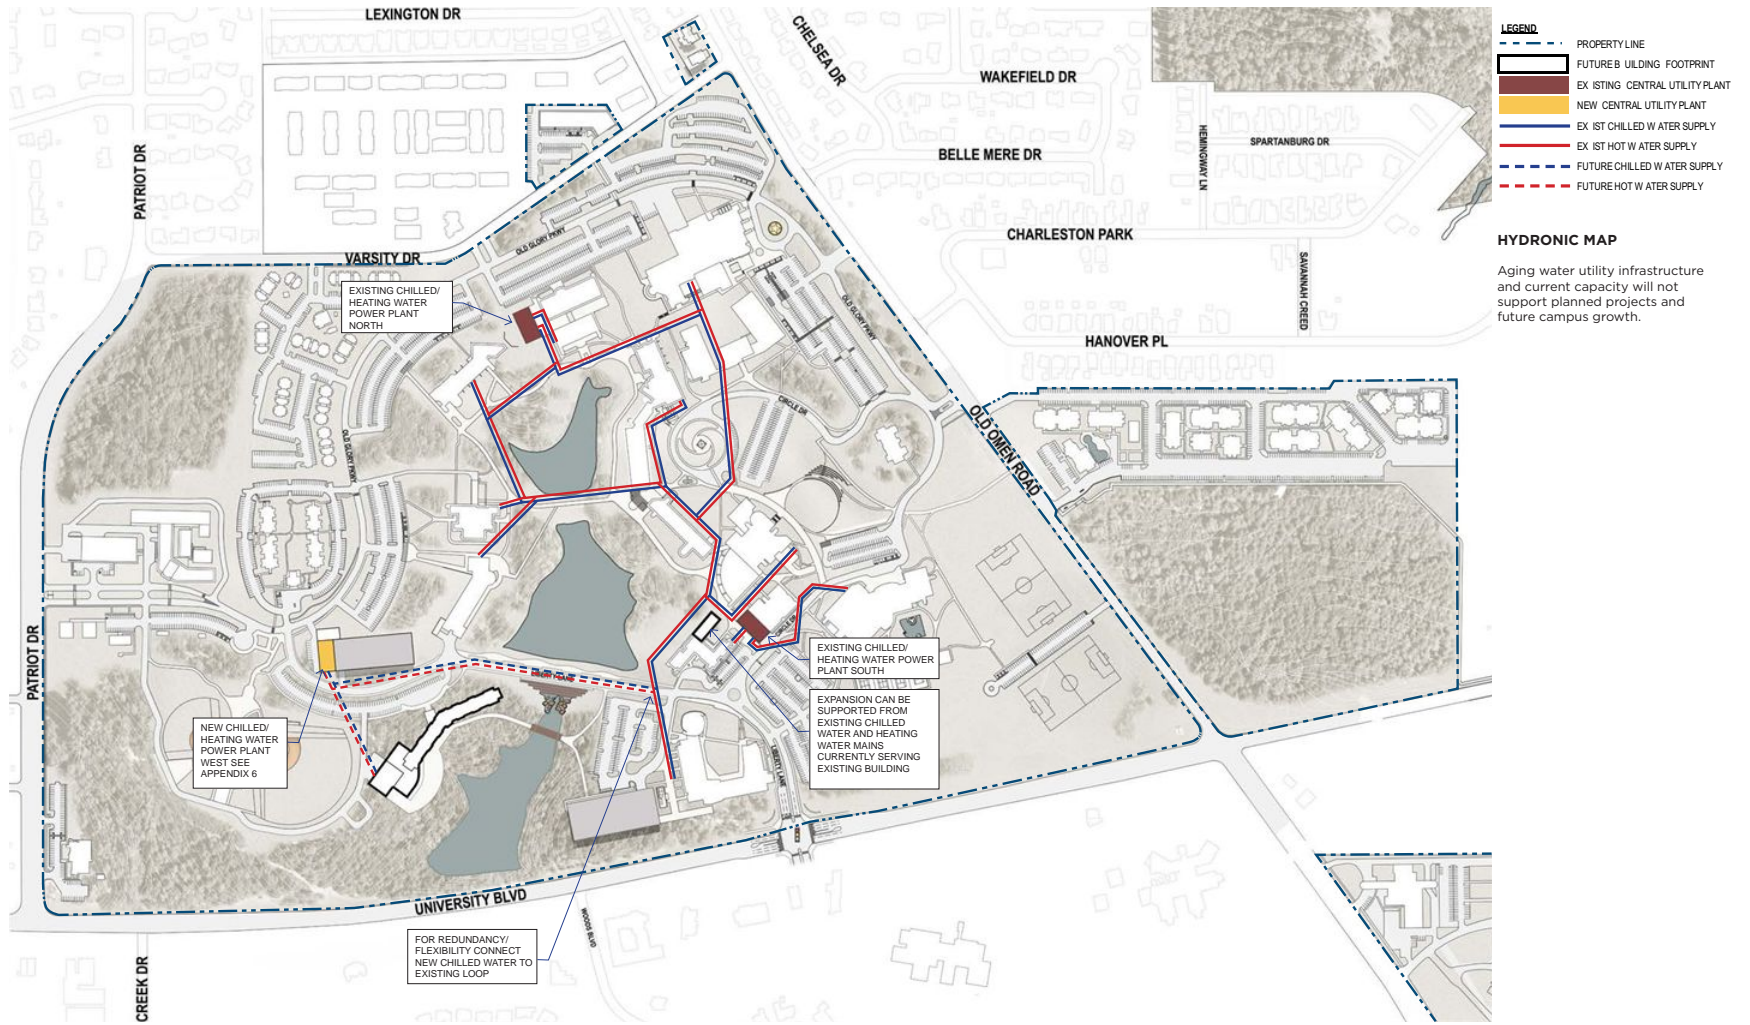 LEXINGTON DR
CHELSEA DR
WAKEFIELD DR
BELLE MERE DR
HEMINGWAY LN
SPARTANBURG DR
PATRIOT DR
CHARLESTON PARK
VARSITY DR
OLD GLORY PKWY
SAVANNAH CREED
HANOVER PL
EXISTING CHILLED/
HEATING WATER
POWER PLANT
NORTH
OLD GLORY PKWY
CIRCLE DR
OLD OMEN ROAD
OLD GLORY PKWY
PATRIOT DR
CIRCLE DR
EXISTING CHILLED/
HEATING WATER POWER
PLANT SOUTH
LIBERTY LANE
EXPANSION CAN BE
SUPPORTED FROM
EXISTING CHILLED
WATER AND HEATING
WATER MAINS
CURRENTLY SERVING
EXISTING BUILDING
NEW CHILLED/
HEATING WATER
POWER PLANT
WEST SEE
APPENDIX 6
LIBERTY LANE
UNIVERSITY BLVD
WOODS BLVD
FOR REDUNDANCY/
FLEXIBILITY CONNECT
NEW CHILLED WATER TO
EXISTING LOOP
CREEK DR
LEGEND
PROPERTY LINE
FUTURE B UILDING FOOTPRINT
EX ISTING CENTRAL UTILITY PLANT
NEW CENTRAL UTILITY PLANT
EX IST CHILLED W ATER SUPPLY
EX IST HOT W ATER SUPPLY
FUTURE CHILLED W ATER SUPPLY
FUTURE HOT W ATER SUPPLY
HYDRONIC MAP
Aging water utility infrastructure
and current capacity will not
support planned projects and
future campus growth.